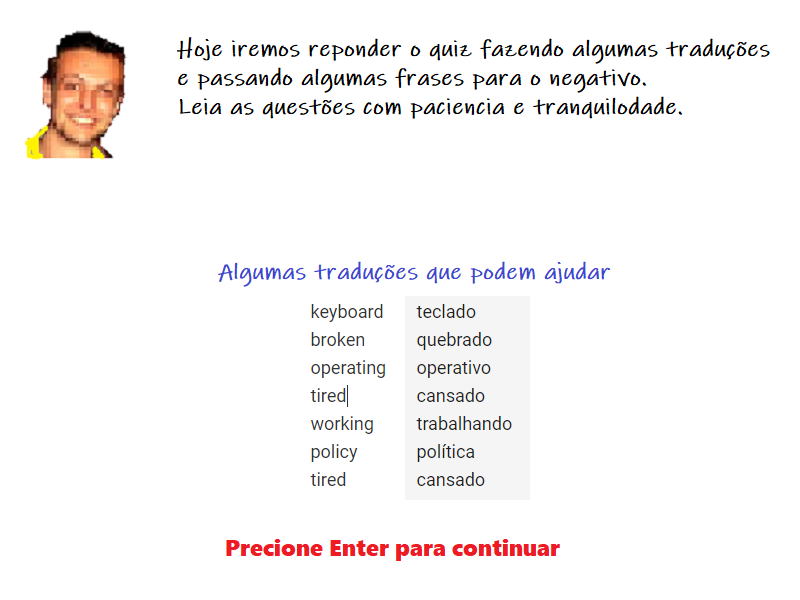 Hoje iremos reponder o quiz fazendo algumas traduções
e passando algumas frases para o negativo.
Leia as questões com paciencia e tranquilodade.
Algumas traduções que podem ajudar
keyboard teclado
broken quebrado
operating operativo
tired cansado
working trabalhando
policy política
tired cansado
Precione Enter para continuar